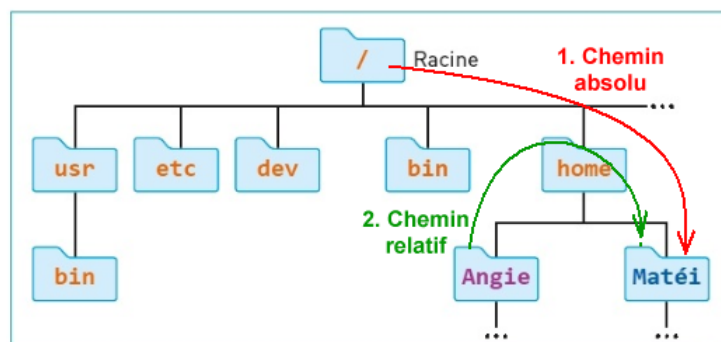 /
Racine
1. Chemin
absolu
...
usr
etc
dev
bin
home
2. Chemin
relatif
bin
Angie
Matéi
...
...